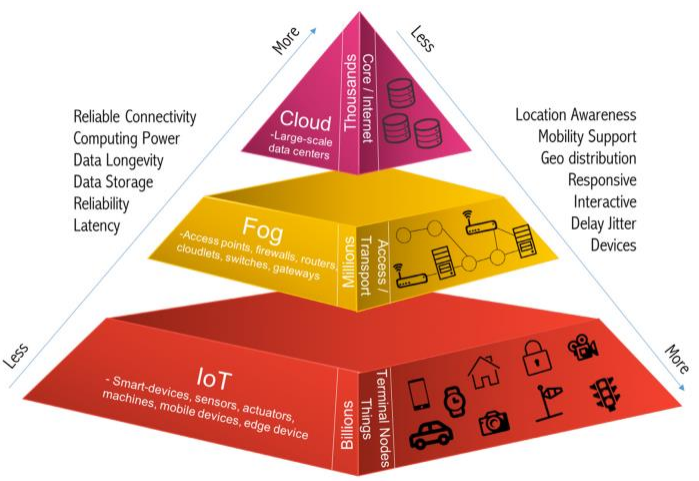 More
Less
Reliable Connectivity
Computing Power
Data Longevity
Data Storage
Reliability
Latency
Cloud
-Large-scale
data centers
Thousands
Core / Internet
Location Awareness
Mobility Support
Geo distribution
Responsive
Interactive
Delay Jitter
Devices
Fog
-Access points, firewalls, routers,
cloudlets, switches, gateways
Millions
Access /
Transport
Less
More
IoT
- Smart-devices, sensors, actuators,
machines, mobile devices, edge device
Billions
Terminal Nodes
Things